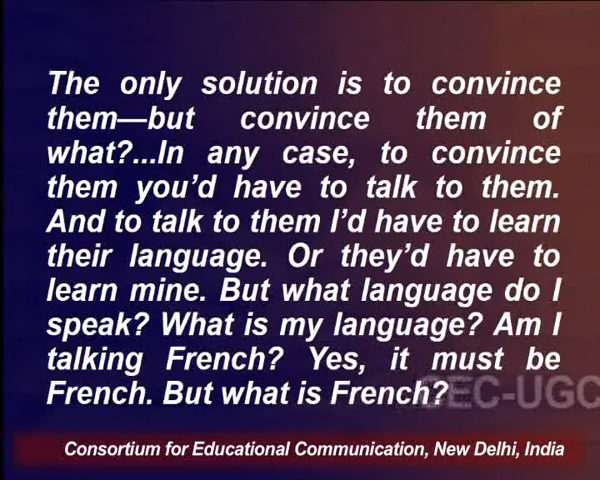 The only solution is to convince
them—but convince them of
what?...In any case, to convince
them you'd have to talk to them.
And to talk to them I'd have to learn
their language. Or they'd have to
learn mine. But what language do I
speak? What is my language? Am I
talking French? Yes, it must be
French. But what is French?
CEC-UGC
Consortium for Educational Communication, New Delhi, India